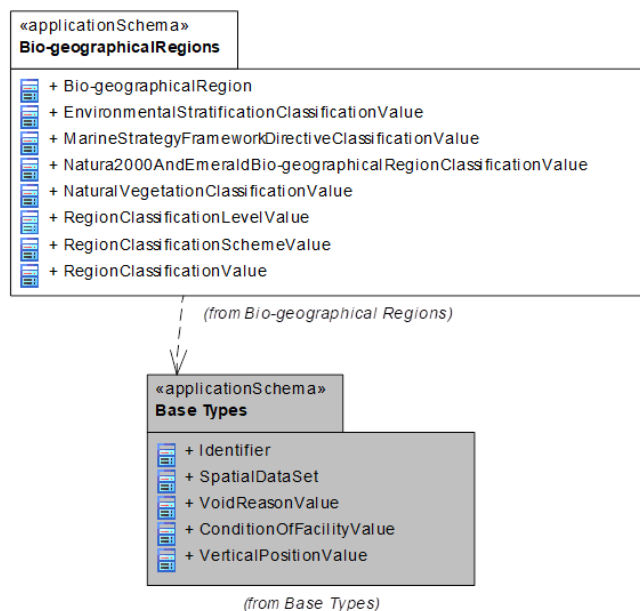 «applicationSchema»
Bio-geographicalRegions
+ Bio-geographicalRegion
+ EnvironmentalStratificationClassificationValue
+ MarineStrategyFrameworkDirectiveClassificationValue
+ Natura2000AndEmeraldBio-geographicalRegionClassificationValue
+ NaturalVegetationClassificationValue
+ RegionClassificationLevelValue
+ RegionClassificationSchemeValue
+ RegionClassificationValue
(from Bio-geographical Regions)
«applicationSchema»
Base Types
+ Identifier
+ SpatialDataSet
+ VoidReasonValue
+ ConditionOfFacilityValue
+ VerticalPositionValue
(from Base Types)